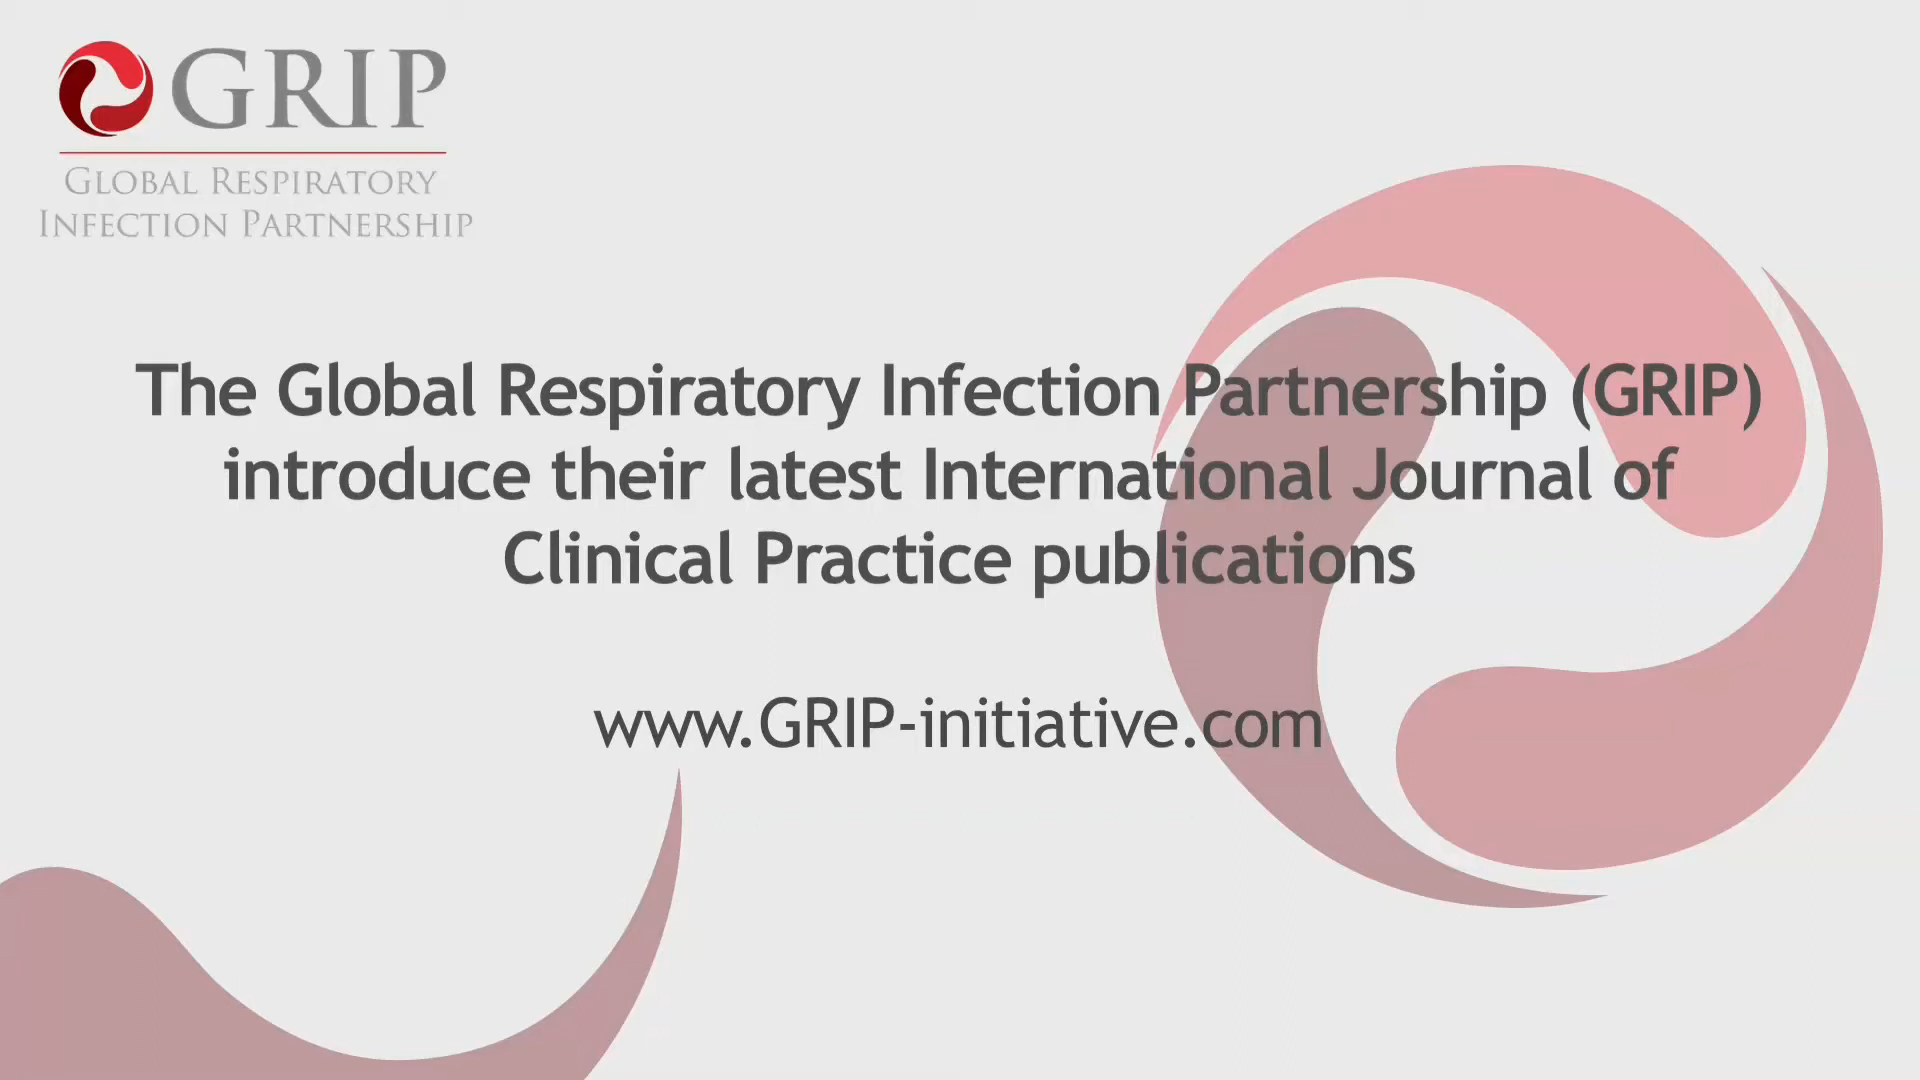 GRIP
GLOBAL RESPIRATORY
INFECTION PARTNERSHIP
The Global Respiratory Infection Partnership (GRIP)
introduce their latest International Journal of
Clinical Practice publications
www.GRIP-initiative.com